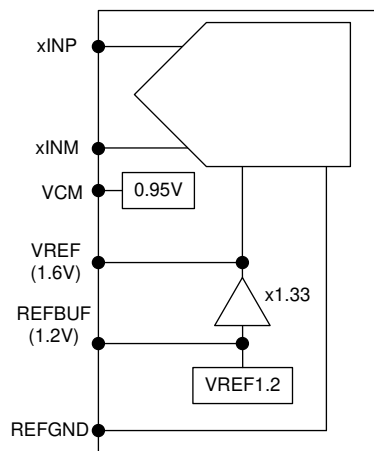 xINP
xINM
VCM
0.95V
VREF
(1.6V)
x1.33
REFBUF
(1.2V)
VREF1.2
REFGND